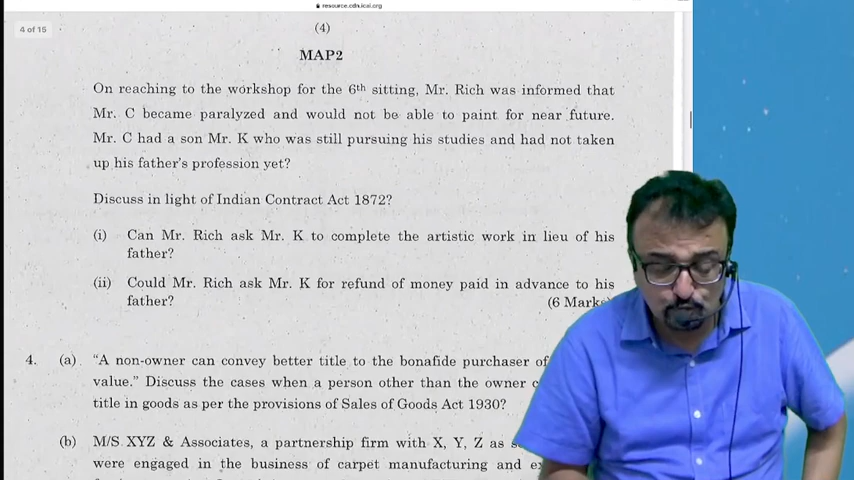 resource.cdn.icai.org
4 of 15
(4)
MAP2
On reaching to the workshop for the 6th sitting, Mr. Rich was informed that
Mr. C became paralyzed and would not be able to paint for near future.
Mr. C had a son Mr. K who was still pursuing his studies and had not taken
up his father's profession yet?
Discuss in light of Indian Contract Act 1872?
(i) Can Mr. Rich ask Mr. K to complete the artistic work in lieu of his
father?
(ii) Could Mr. Rich ask Mr. K for refund of money paid in advance to his
father? (6 Marks)
4. (a) "A non-owner can convey better title to the bonafide purchaser of
value." Discuss the cases when a person other than the owner
title in goods as per the provisions of Sales of Goods Act 1930?
(b) M/S XYZ & Associates, a partnership firm with X, Y, Z as
were engaged in the business of carpet manufacturing and